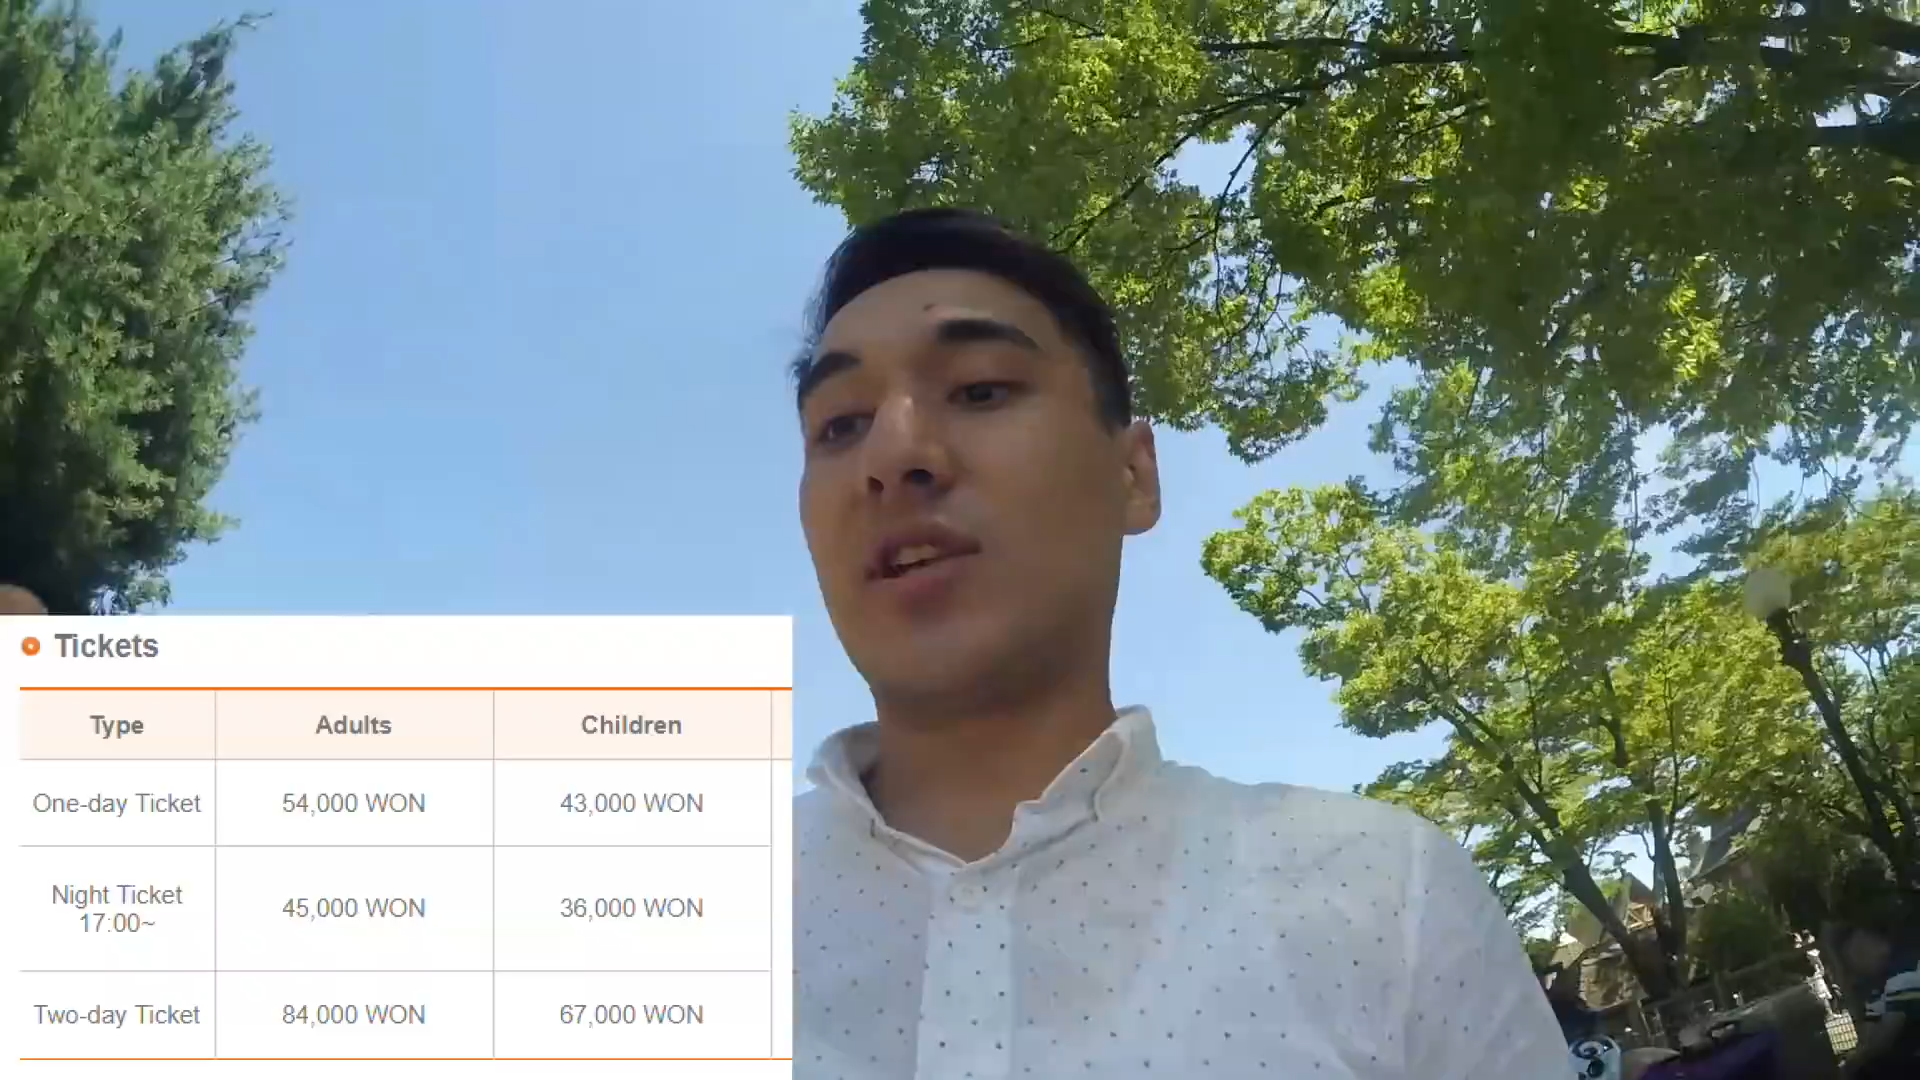 Tickets
Type Adults Children
One-day Ticket 54,000 WON 43,000 WON
Night Ticket
17:00~ 45,000 WON 36,000 WON
Two-day Ticket 84,000 WON 67,000 WON